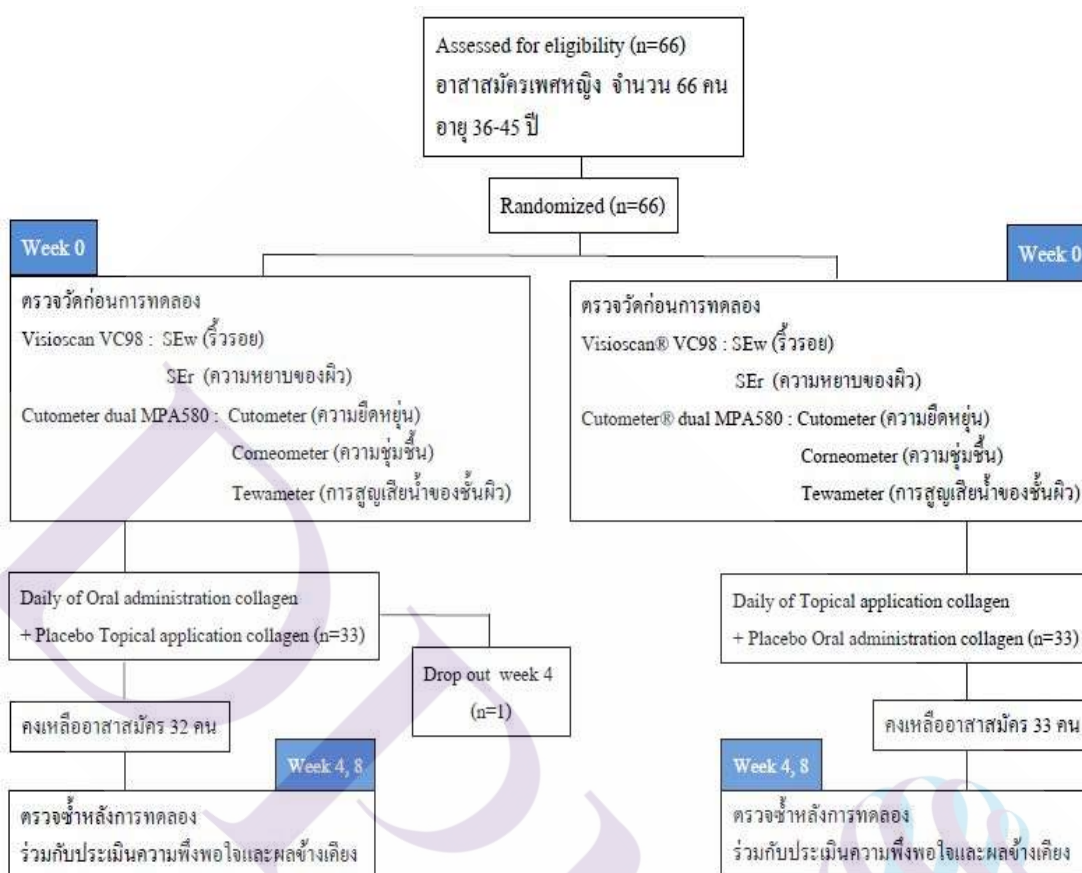 Assessed for eligibility (n=66)
อาสาสมัครเพศหญิง จำนวน 66 คน
อายุ 36-45 ปี
Randomized (n=66)
Week 0
ตรวจวัดก่อนการทดลอง
Visioscan VC98 : SEw (ริ้วรอย)
SEr (ความหยาบของผิว)
Cutometer dual MPA580 : Cutometer (ความยืดหยุ่น)
Corneometer (ความชุ่มชื้น)
Tewameter (การสูญเสียน้ำของชั้นผิว)
Week 0
ตรวจวัดก่อนการทดลอง
Visioscan® VC98 : SEw (ริ้วรอย)
SEr (ความหยาบของผิว)
Cutometer® dual MPA580 : Cutometer (ความยืดหยุ่น)
Corneometer (ความชุ่มชื้น)
Tewameter (การสูญเสียน้ำของชั้นผิว)
Daily of Oral administration collagen
+ Placebo Topical application collagen (n=33)
Drop out week 4
(n=1)
คงเหลืออาสาสมัคร 32 คน
Week 4, 8
ตรวจซ้ำหลังการทดลอง
ร่วมกับประเมินความพึงพอใจและผลข้างเคียง
Daily of Topical application collagen
+ Placebo Oral administration collagen (n=33)
คงเหลืออาสาสมัคร 33 คน
Week 4, 8
ตรวจซ้ำหลังการทดลอง
ร่วมกับประเมินความพึงพอใจและผลข้างเคียง